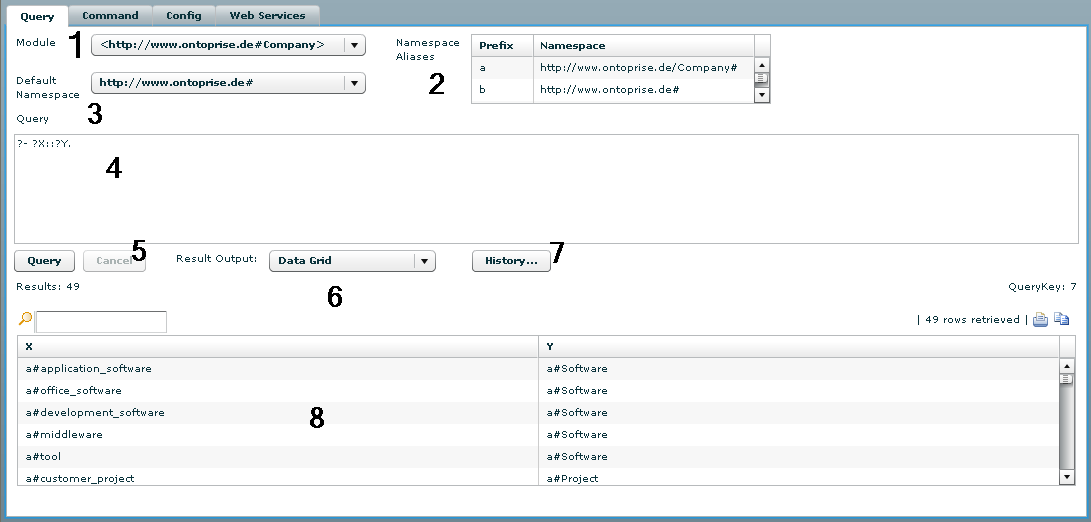 Query Command Config Web Services
Module 1 <http://www.ontoprise.de#Company>
Namespace Aliases 2
Prefix Namespace
a http://www.ontoprise.de/Company#
b http://www.ontoprise.de#
Default Namespace http://www.ontoprise.de#
3
Query
?- ?X::?Y.
4
Query Cancel 5 Result Output: Data Grid History... 7
6
Results: 49 QueryKey: 7
| 49 rows retrieved |
X Y
a#application_software a#Software
a#office_software a#Software
a#development_software a#Software
8
a#middleware a#Software
a#tool a#Software
a#customer_project a#Project